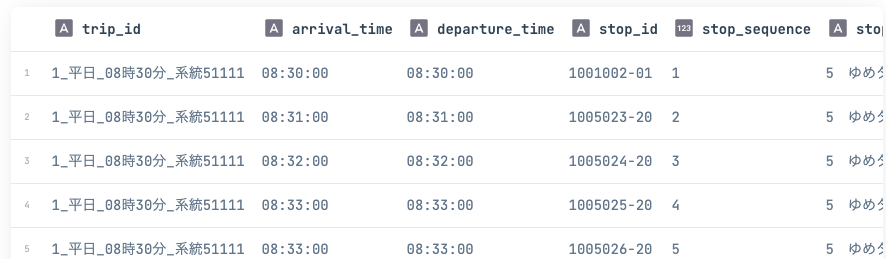 A trip_id A arrival_time A departure_time A stop_id 123 stop_sequence A stop
1 1_平日_08時30分_系統51111 08:30:00 08:30:00 1001002-01 1 5 ゆめタ
2 1_平日_08時30分_系統51111 08:31:00 08:31:00 1005023-20 2 5 ゆめタ
3 1_平日_08時30分_系統51111 08:32:00 08:32:00 1005024-20 3 5 ゆめタ
4 1_平日_08時30分_系統51111 08:33:00 08:33:00 1005025-20 4 5 ゆめタ
5 1_平日_08時30分_系統51111 08:33:00 08:33:00 1005026-20 5 5 ゆめタ